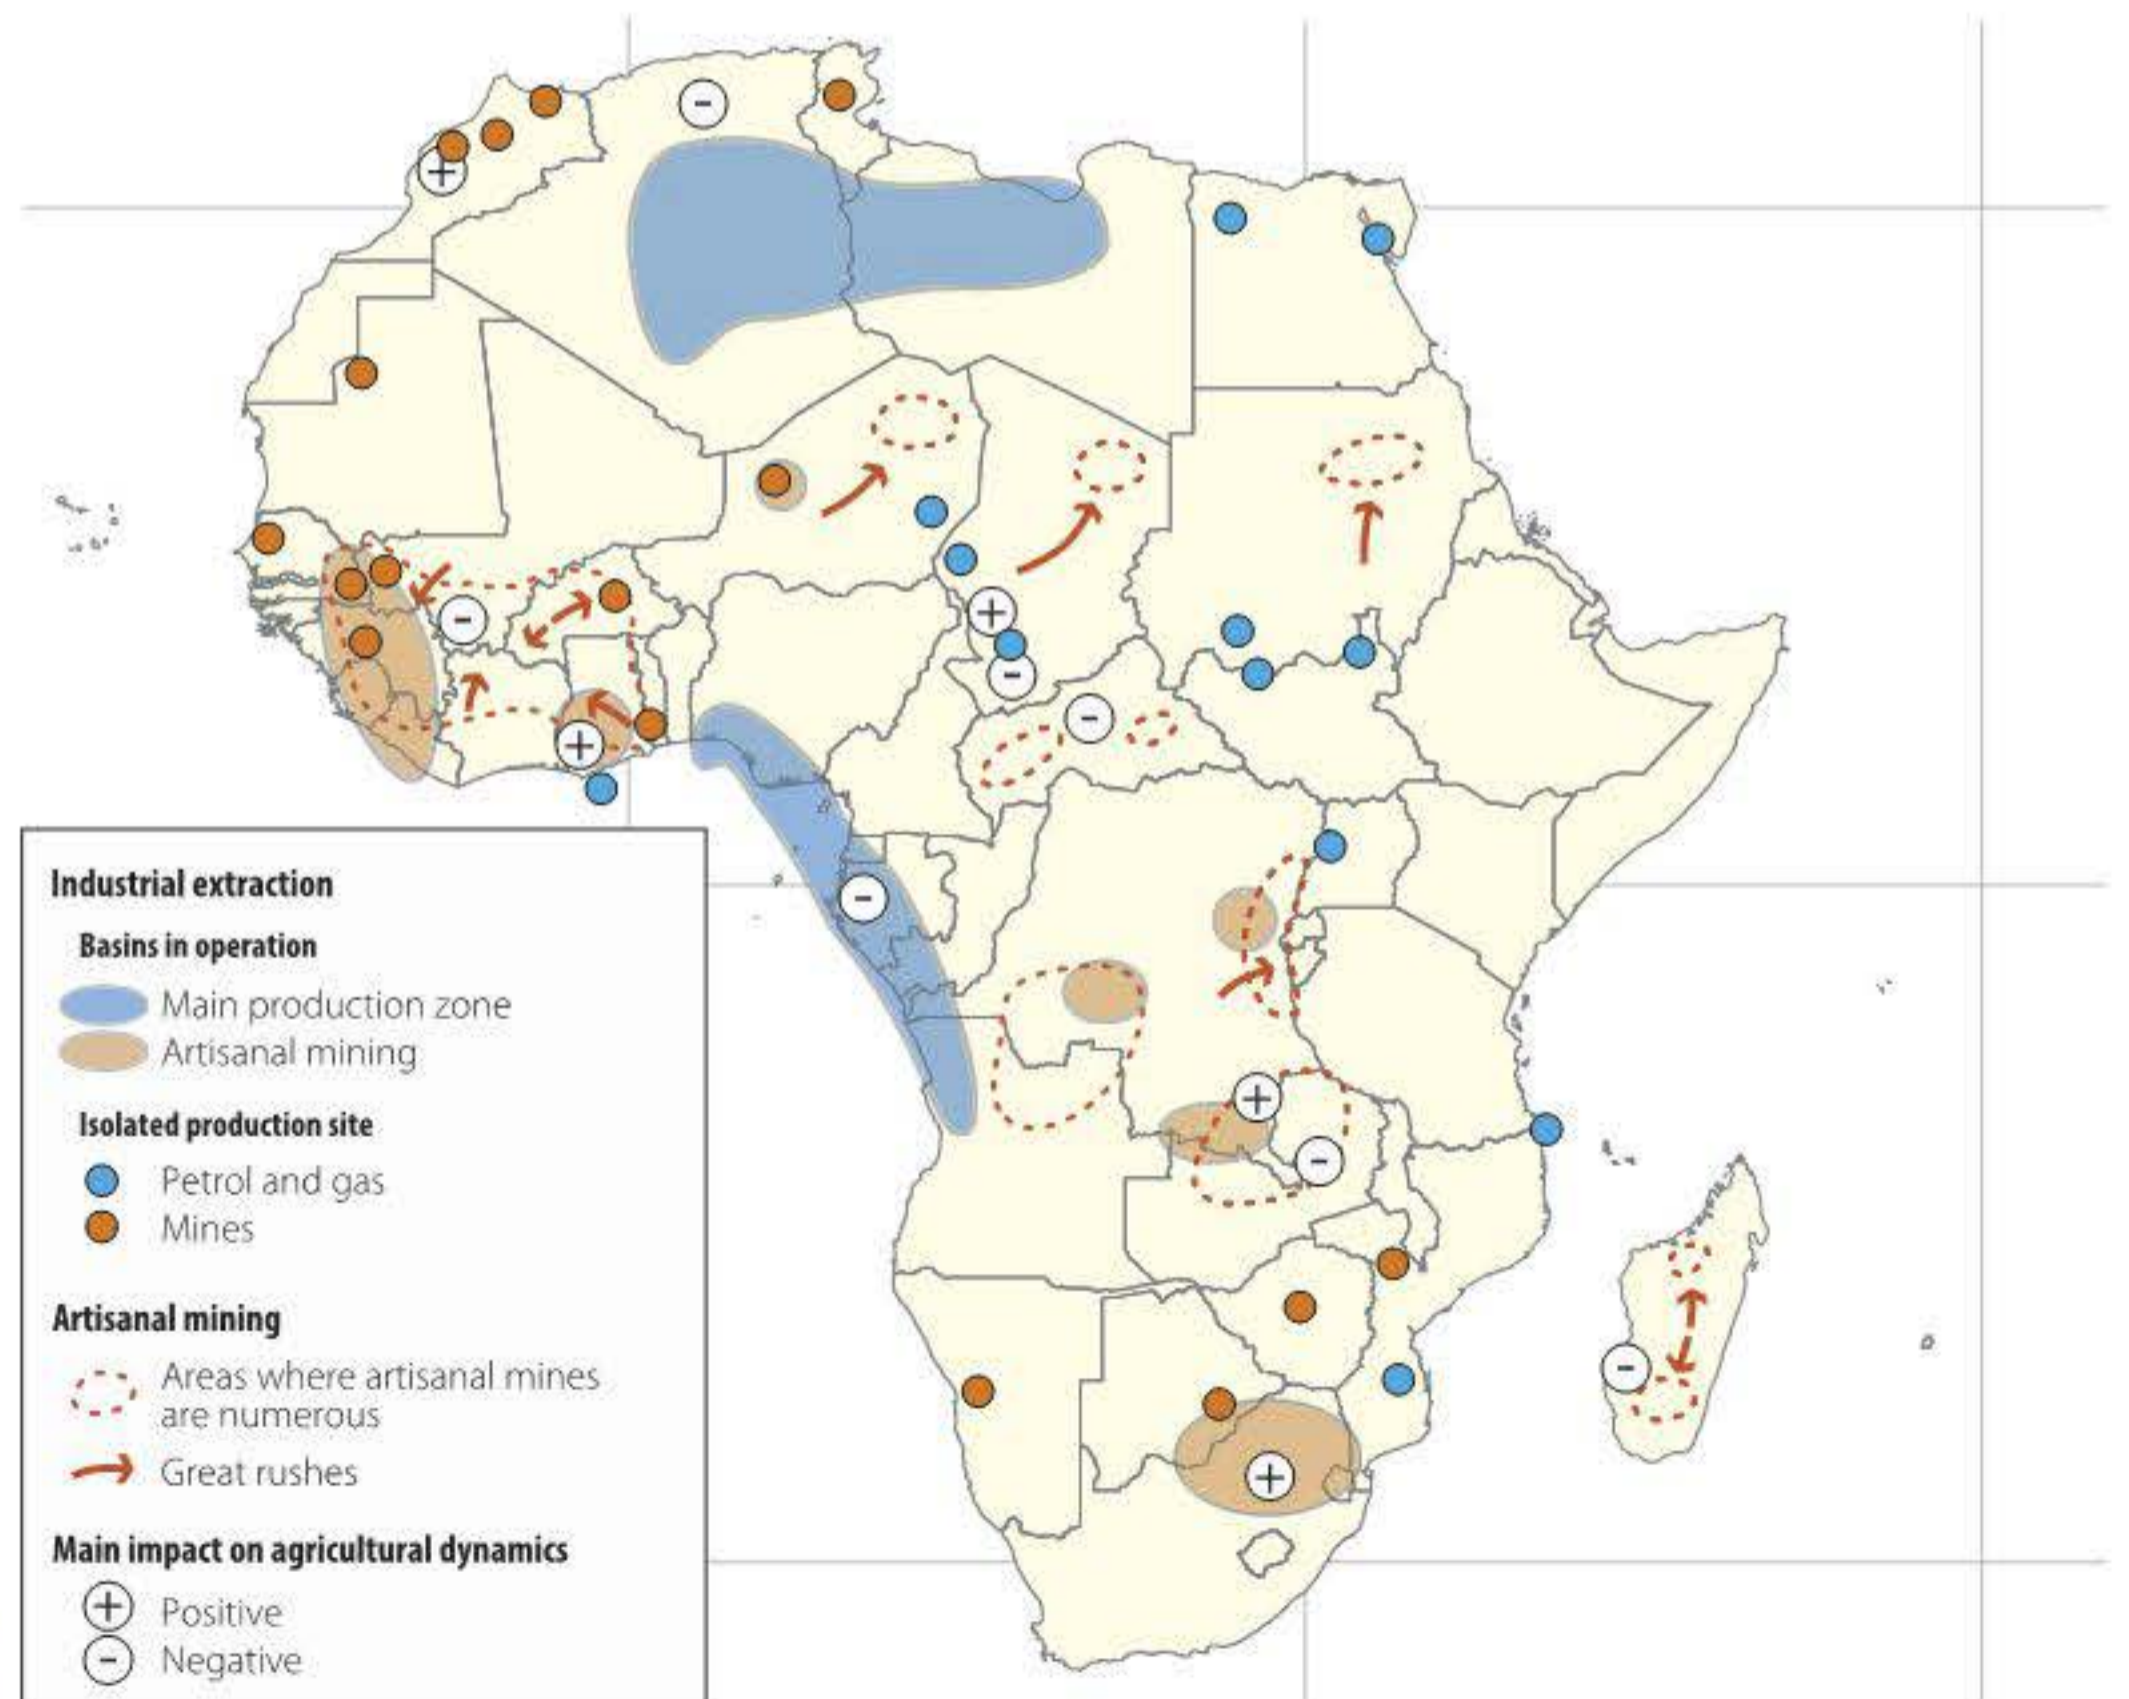 Industrial extraction
Basins in operation
Main production zone
Artisanal mining
Isolated production site
Petrol and gas
Mines
Artisanal mining
Areas where artisanal mines
are numerous
Great rushes
Main impact on agricultural dynamics
+ Positive
- Negative